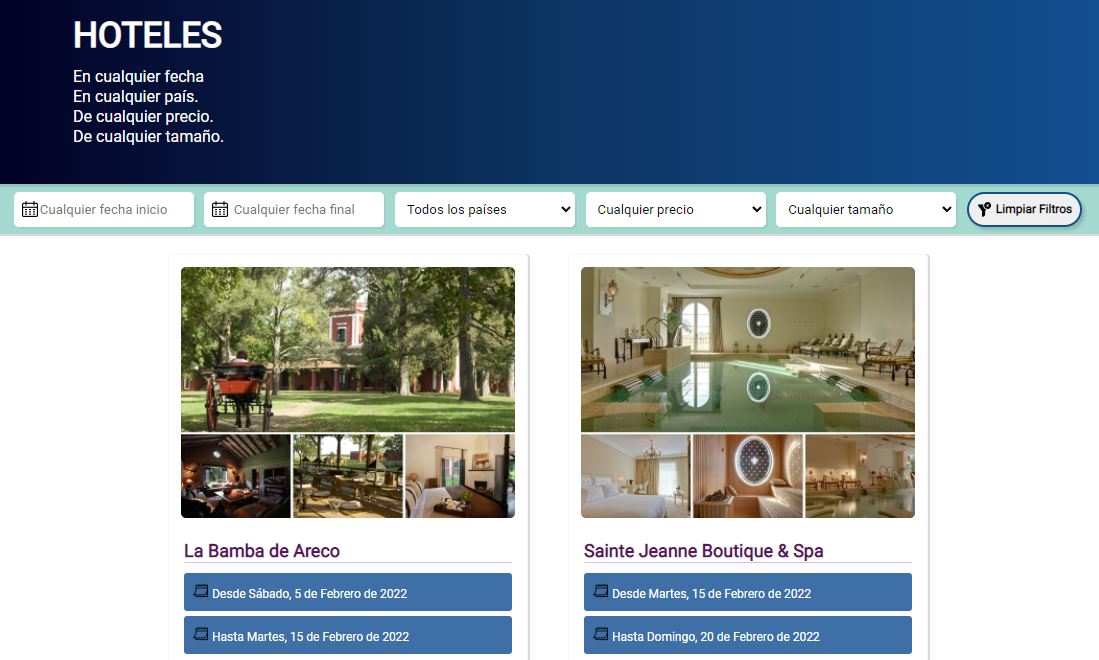 HOTELES
En cualquier fecha
En cualquier país.
De cualquier precio.
De cualquier tamaño.
Cualquier fecha inicio
Cualquier fecha final
Todos los países
Cualquier precio
Cualquier tamaño
Limpiar Filtros
La Bamba de Areco
Desde Sábado, 5 de Febrero de 2022
Hasta Martes, 15 de Febrero de 2022
Sainte Jeanne Boutique & Spa
Desde Martes, 15 de Febrero de 2022
Hasta Domingo, 20 de Febrero de 2022